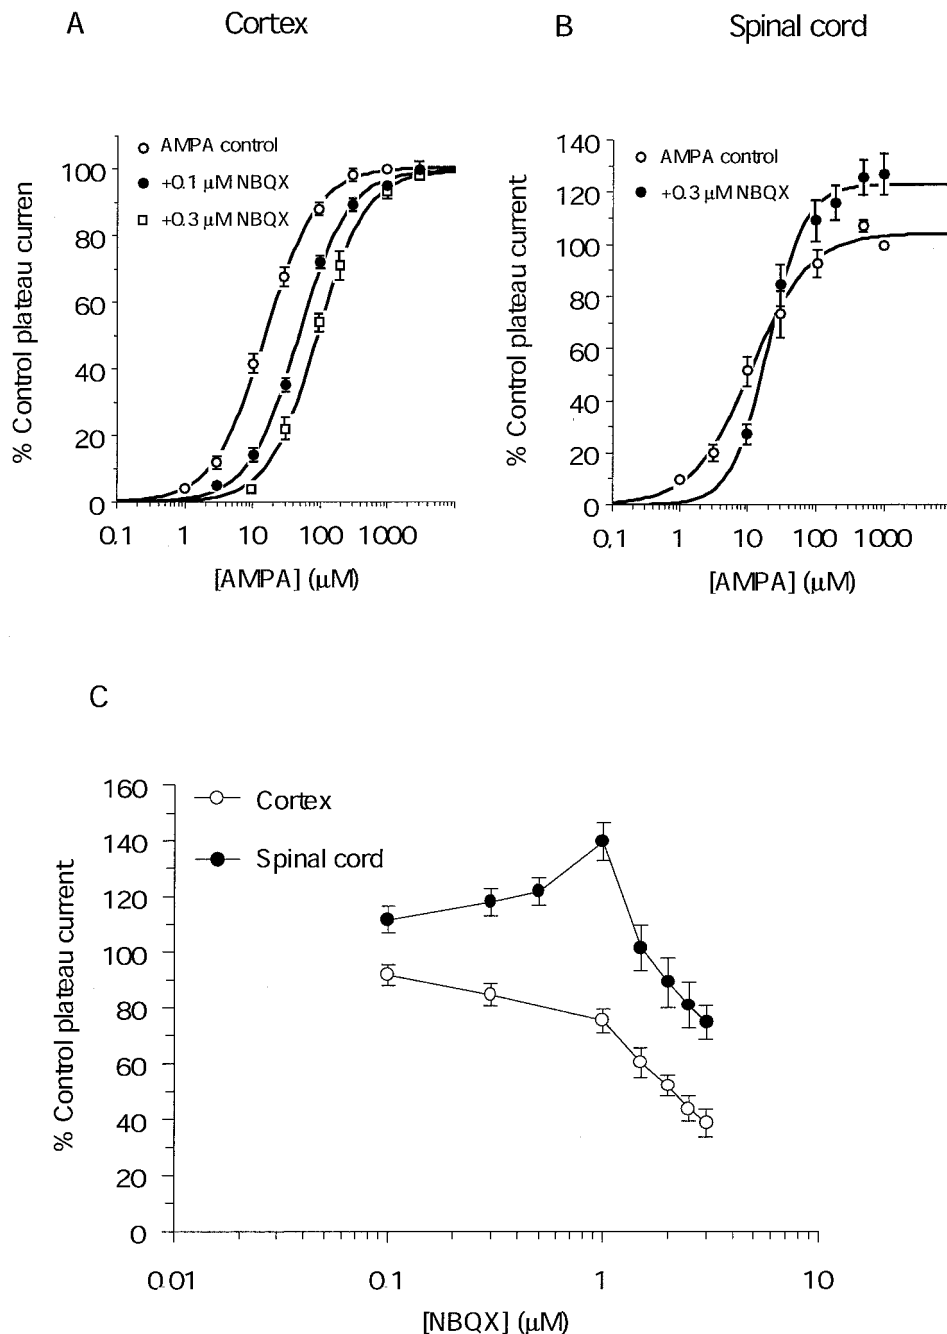 A
Cortex
% Control plateau curren
AMPA control
+0.1 µM NBQX
+0.3 µM NBQX
100
80
60
40
20
0
0.1 1 10 100 1000
[AMPA] (µM)
B
Spinal cord
% Control plateau current
AMPA control
+0.3 µM NBQX
140
120
100
80
60
40
20
0
0.1 1 10 100 1000
[AMPA] (µM)
C
% Control plateau current
Cortex
Spinal cord
160
140
120
100
80
60
40
20
0
0.01 0.1 1 10
[NBQX] (µM)